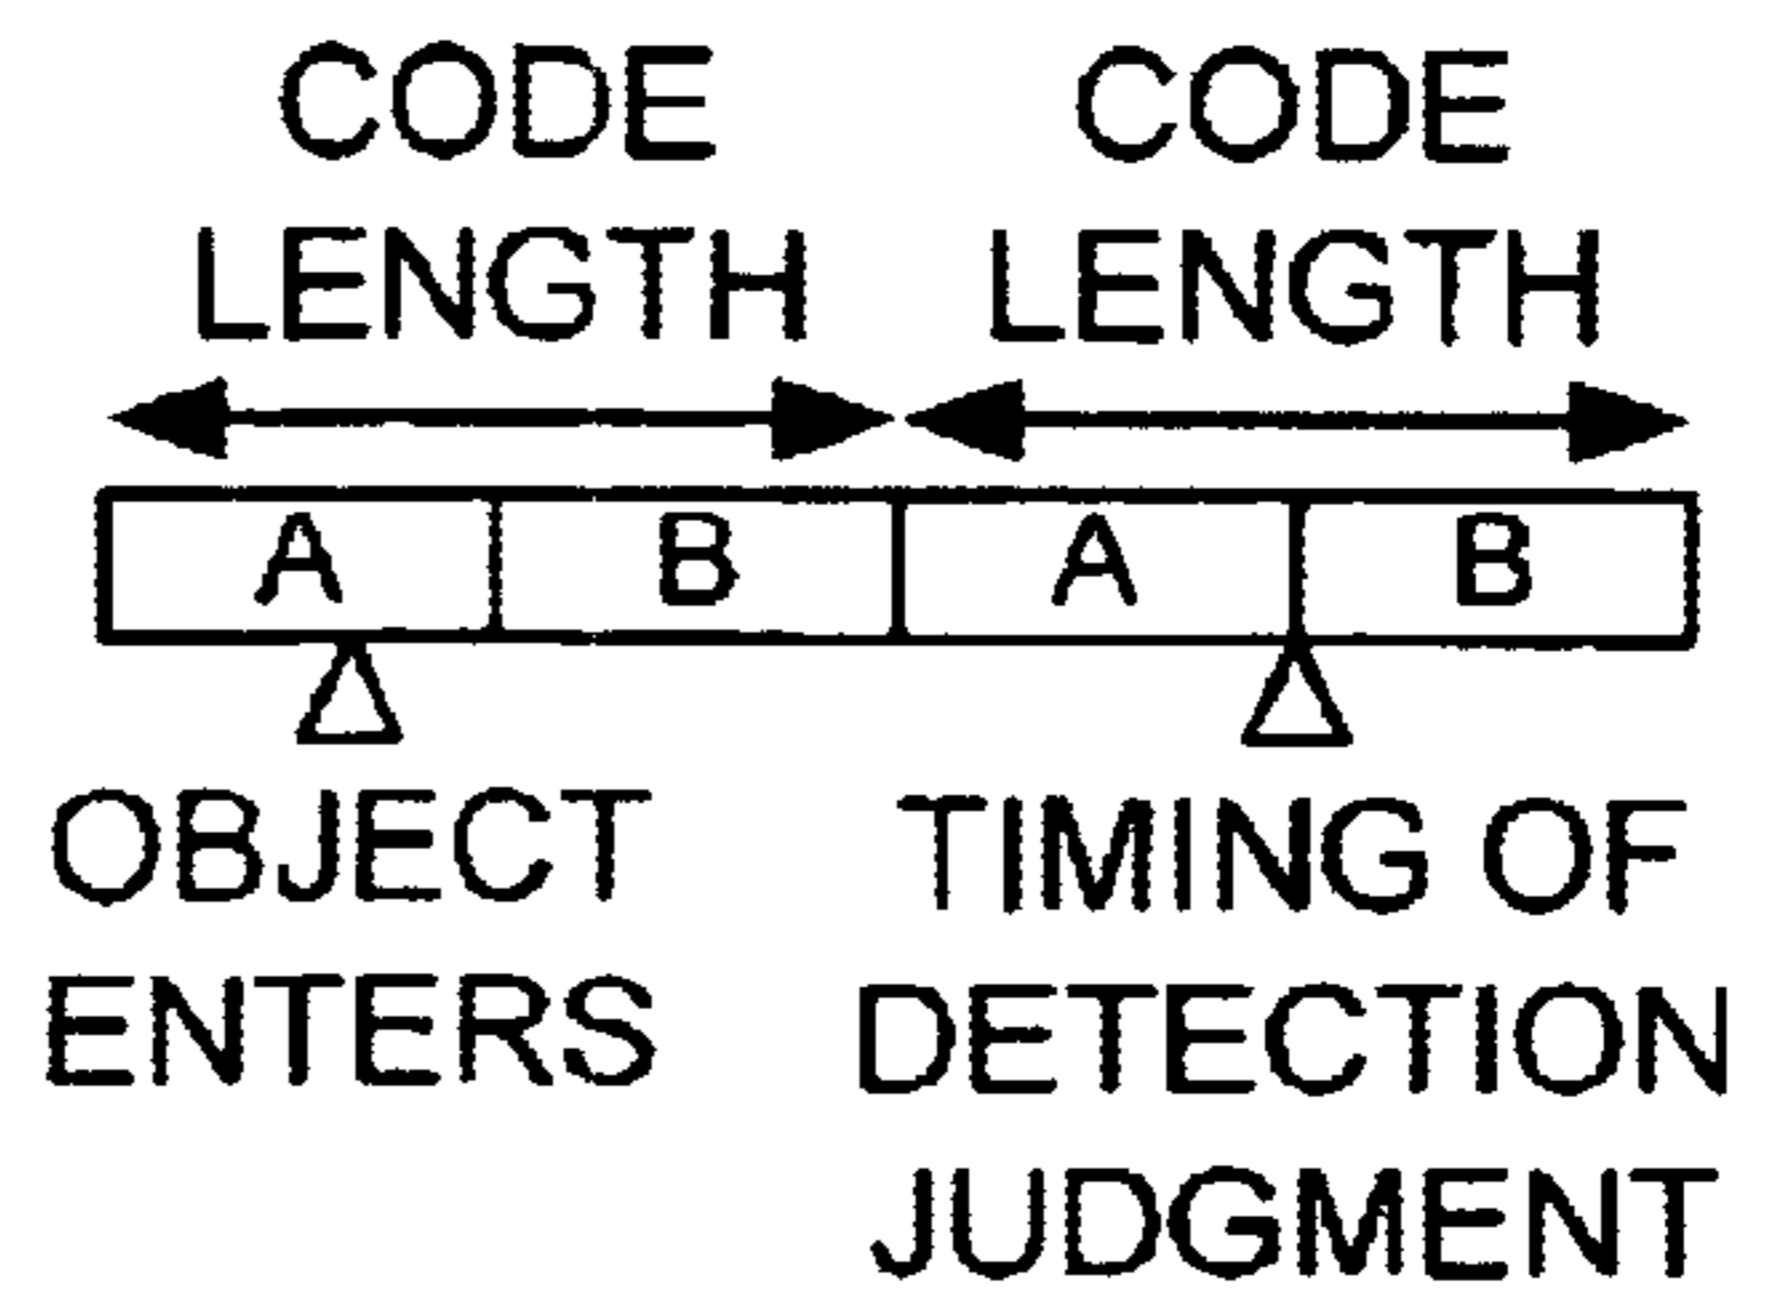 CODE LENGTH
CODE LENGTH
A B A B
OBJECT ENTERS
TIMING OF DETECTION JUDGMENT